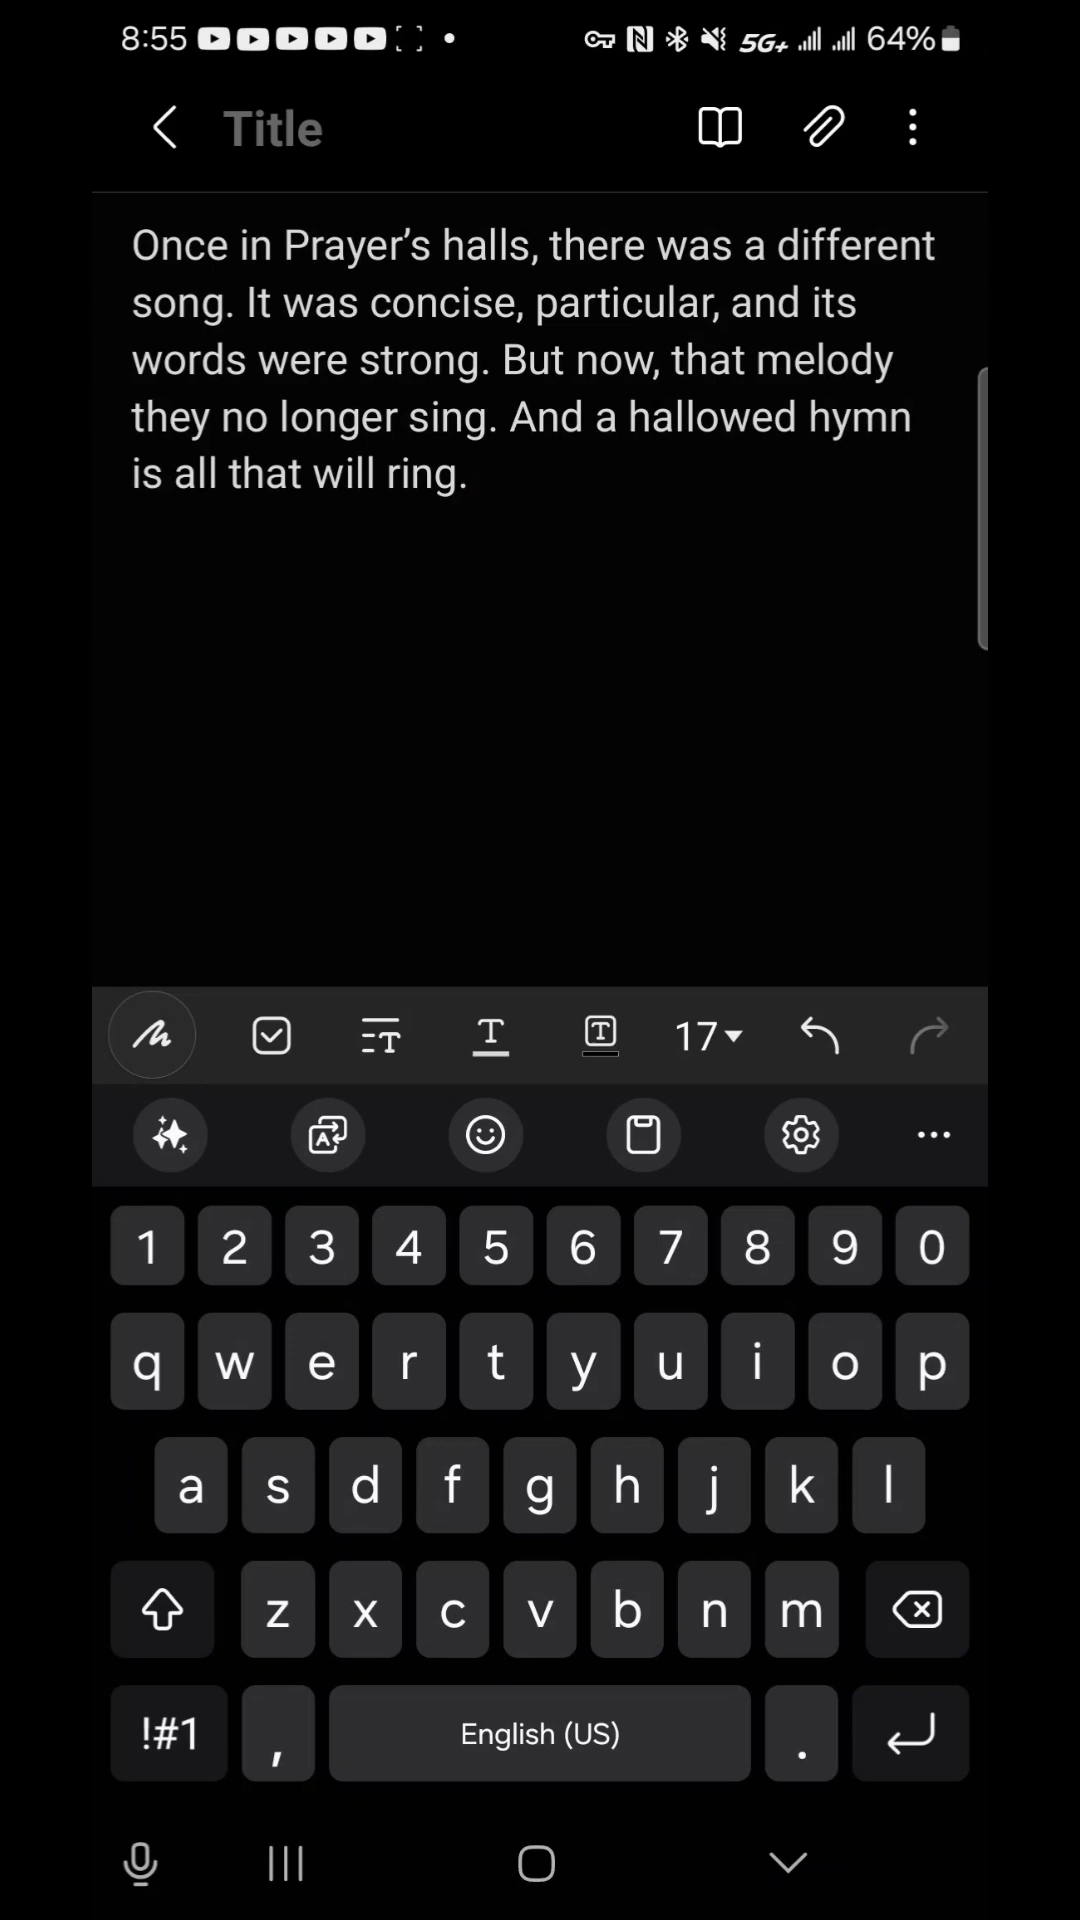 8:55
5G+ 64%
Title
Once in Prayer’s halls, there was a different
song. It was concise, particular, and its
words were strong. But now, that melody
they no longer sing. And a hallowed hymn
is all that will ring.
T T T 17
A
1 2 3 4 5 6 7 8 9 0
q w e r t y u i o p
a s d f g h j k l
z x c v b n m
!#1 , English (US) .